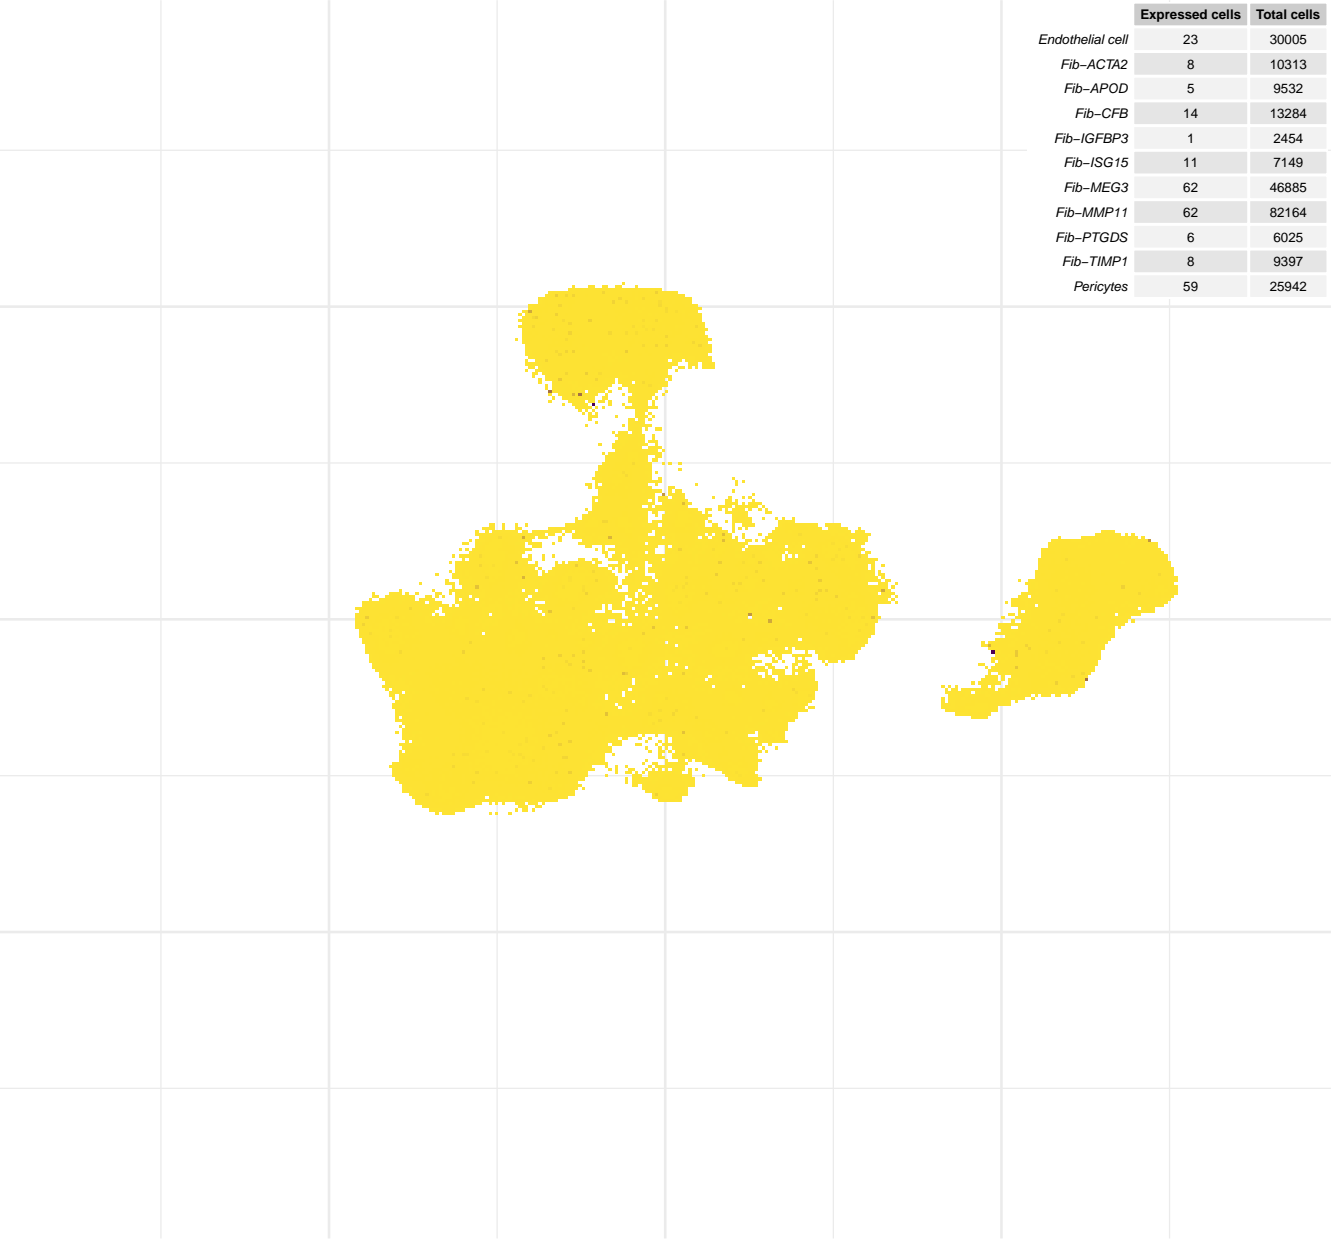 Expressed cells Total cells
Endothelial cell 23 30005
Fib−ACTA2 8 10313
Fib−APOD 5 9532
Fib−CFB 14 13284
Fib−IGFBP3 1 2454
Fib−ISG15 11 7149
Fib−MEG3 62 46885
Fib−MMP11 62 82164
Fib−PTGDS 6 6025
Fib−TIMP1 8 9397
Pericytes 59 25942